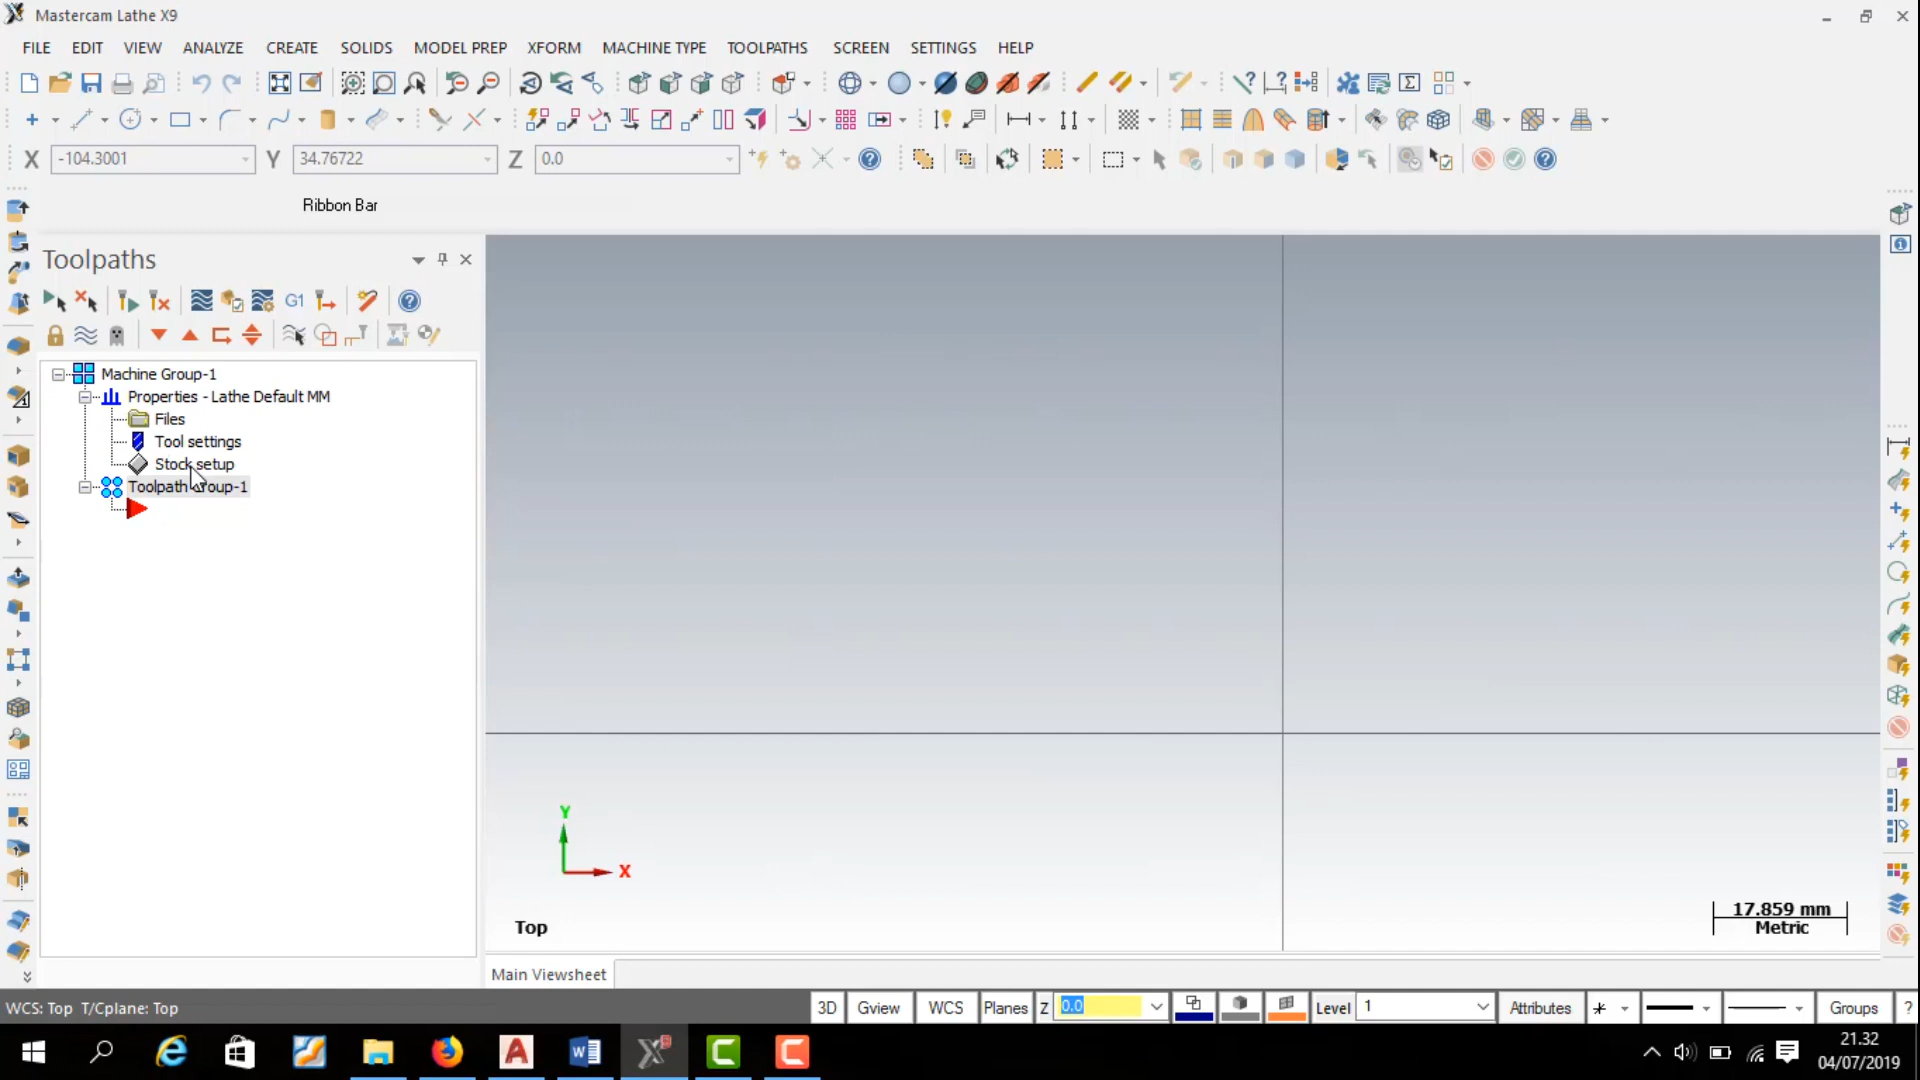 Mastercam Lathe X9
FILE EDIT VIEW ANALYZE CREATE SOLIDS MODEL PREP XFORM MACHINE TYPE TOOLPATHS SCREEN SETTINGS HELP
X -104.3001 Y 34.76722 Z 0.0
Ribbon Bar
Toolpaths
G1
Machine Group-1
Properties - Lathe Default MM
Files
Tool settings
Stock setup
Toolpath Group-1
Y
X
Top
17.859 mm
Metric
Main Viewsheet
WCS: Top T/Cplane: Top
3D Gview WCS Planes Z 0.0 Level 1 Attributes Groups ?
21.32
04/07/2019